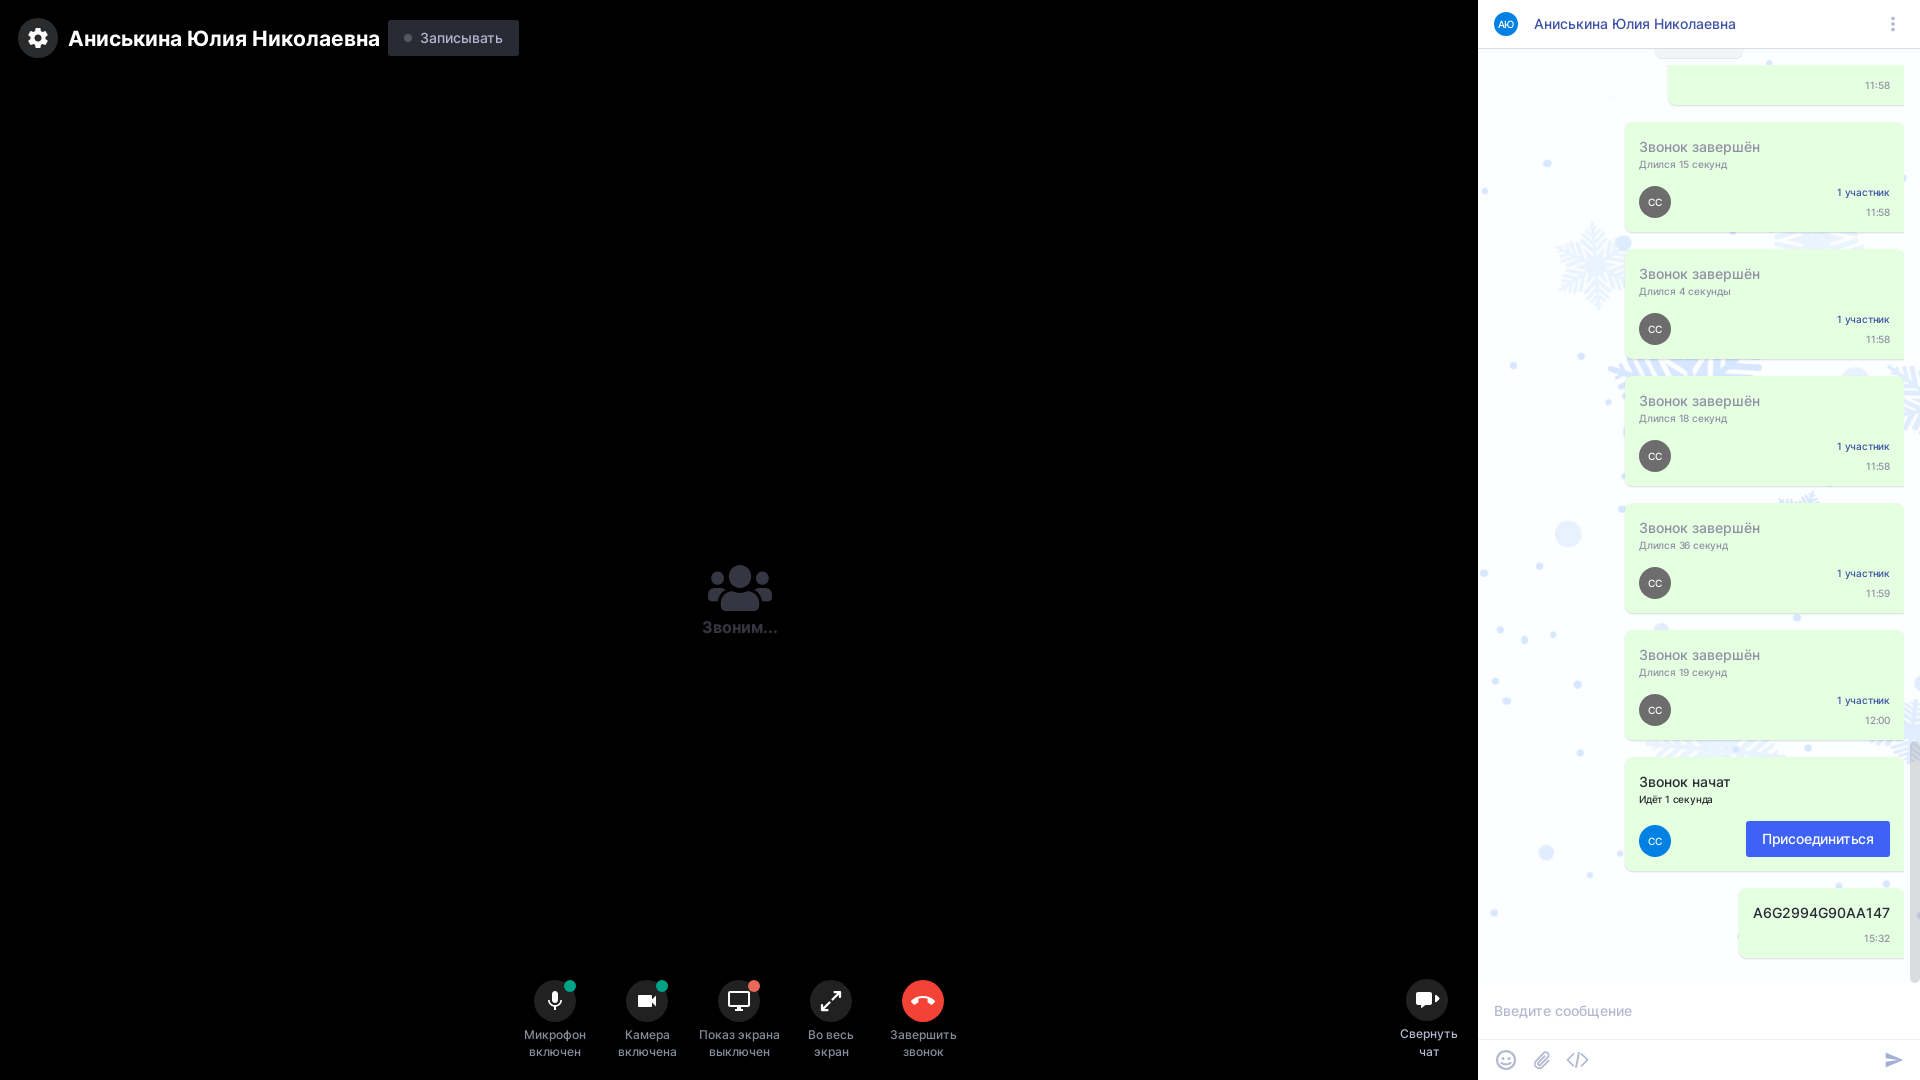 Аниськина Юлия Николаевна
Записывать
Звоним...
Микрофон
включен
Камера
включена
Показ экрана
выключен
Во весь
экран
Завершить
звонок
Свернуть
чат
АЮ
Аниськина Юлия Николаевна
11:58
Звонок завершён
Длился 15 секунд
СС
1 участник
11:58
Звонок завершён
Длился 4 секунды
СС
1 участник
11:58
Звонок завершён
Длился 18 секунд
СС
1 участник
11:58
Звонок завершён
Длился 36 секунд
СС
1 участник
11:59
Звонок завершён
Длился 19 секунд
СС
1 участник
12:00
Звонок начат
Идёт 1 секунда
СС
Присоединиться
A6G2994G90AA147
15:32
Введите сообщение